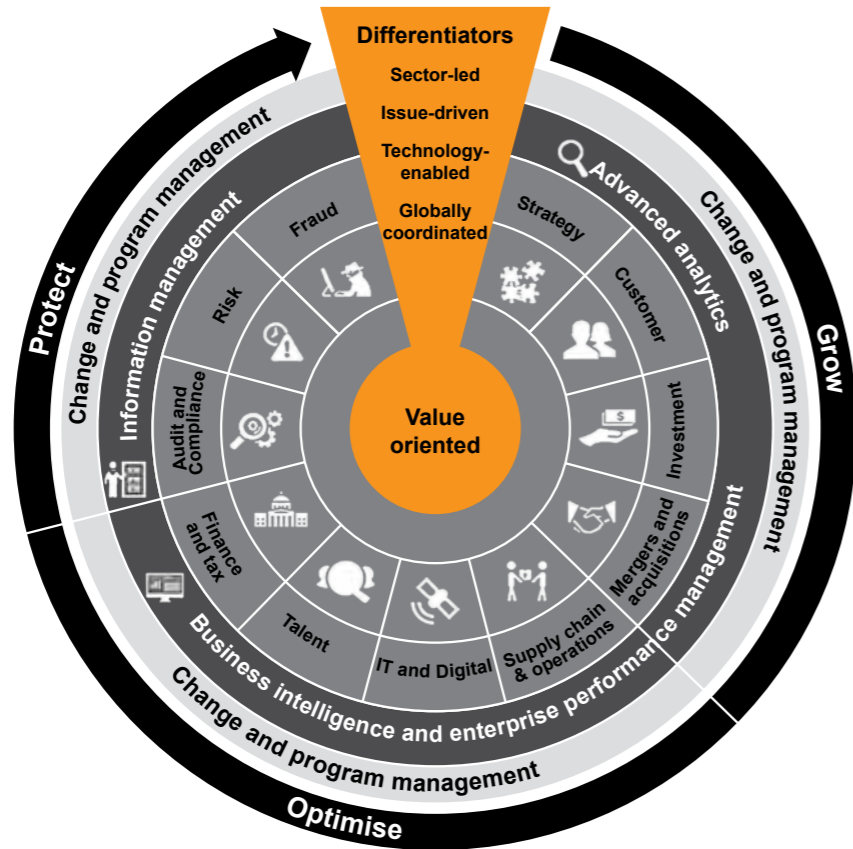 Differentiators
Sector-led
Issue-driven
Technology-
enabled
Globally
coordinated
Value
oriented
Grow
Optimise
Protect
Change and program management
Change and program management
Change and program management
Advanced analytics
Business intelligence and enterprise performance management
Information management
Strategy
Customer
Investment
Mergers and
acquisitions
Supply chain
& operations
IT and Digital
Talent
Finance
and tax
Audit and
Compliance
Risk
Fraud
$